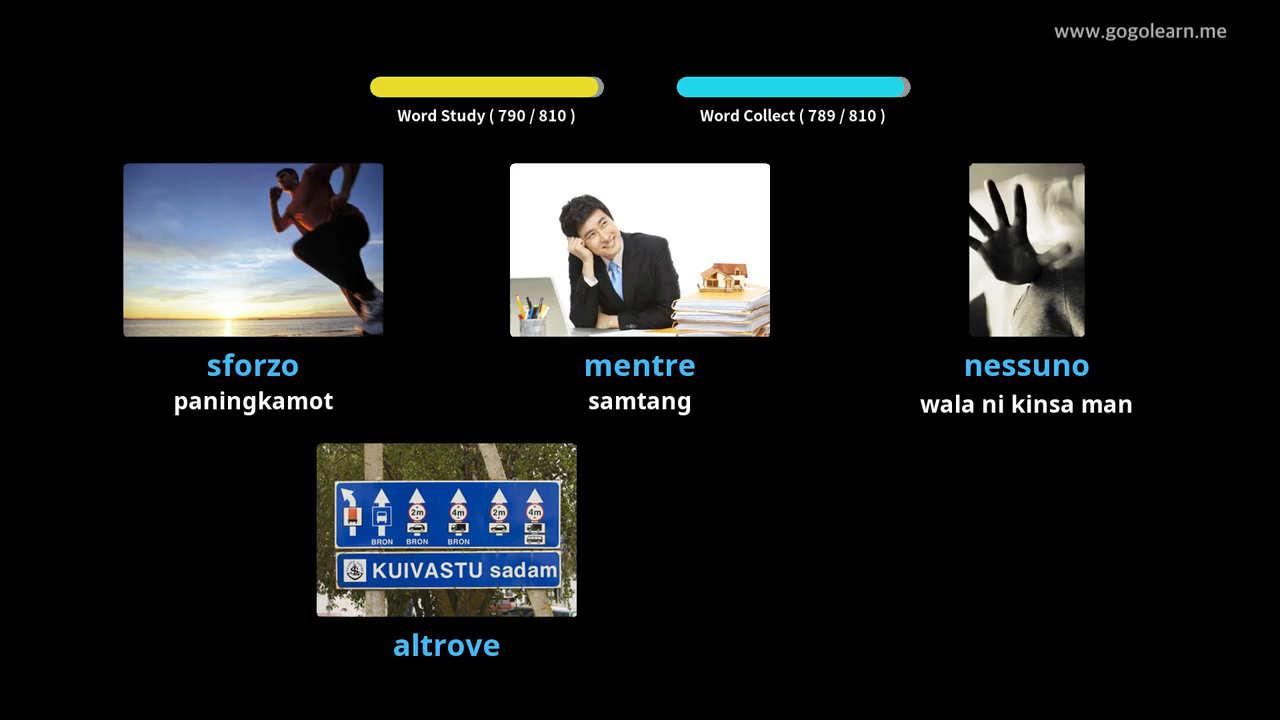 www.gogolearn.me
Word Study ( 790 / 810 )
Word Collect ( 789 / 810 )
sforzo
paningkamot
mentre
samtang
nessuno
wala ni kinsa man
2m 4m 2m 4m
BRON BRON BRON
KUIVASTU sadam
altrove